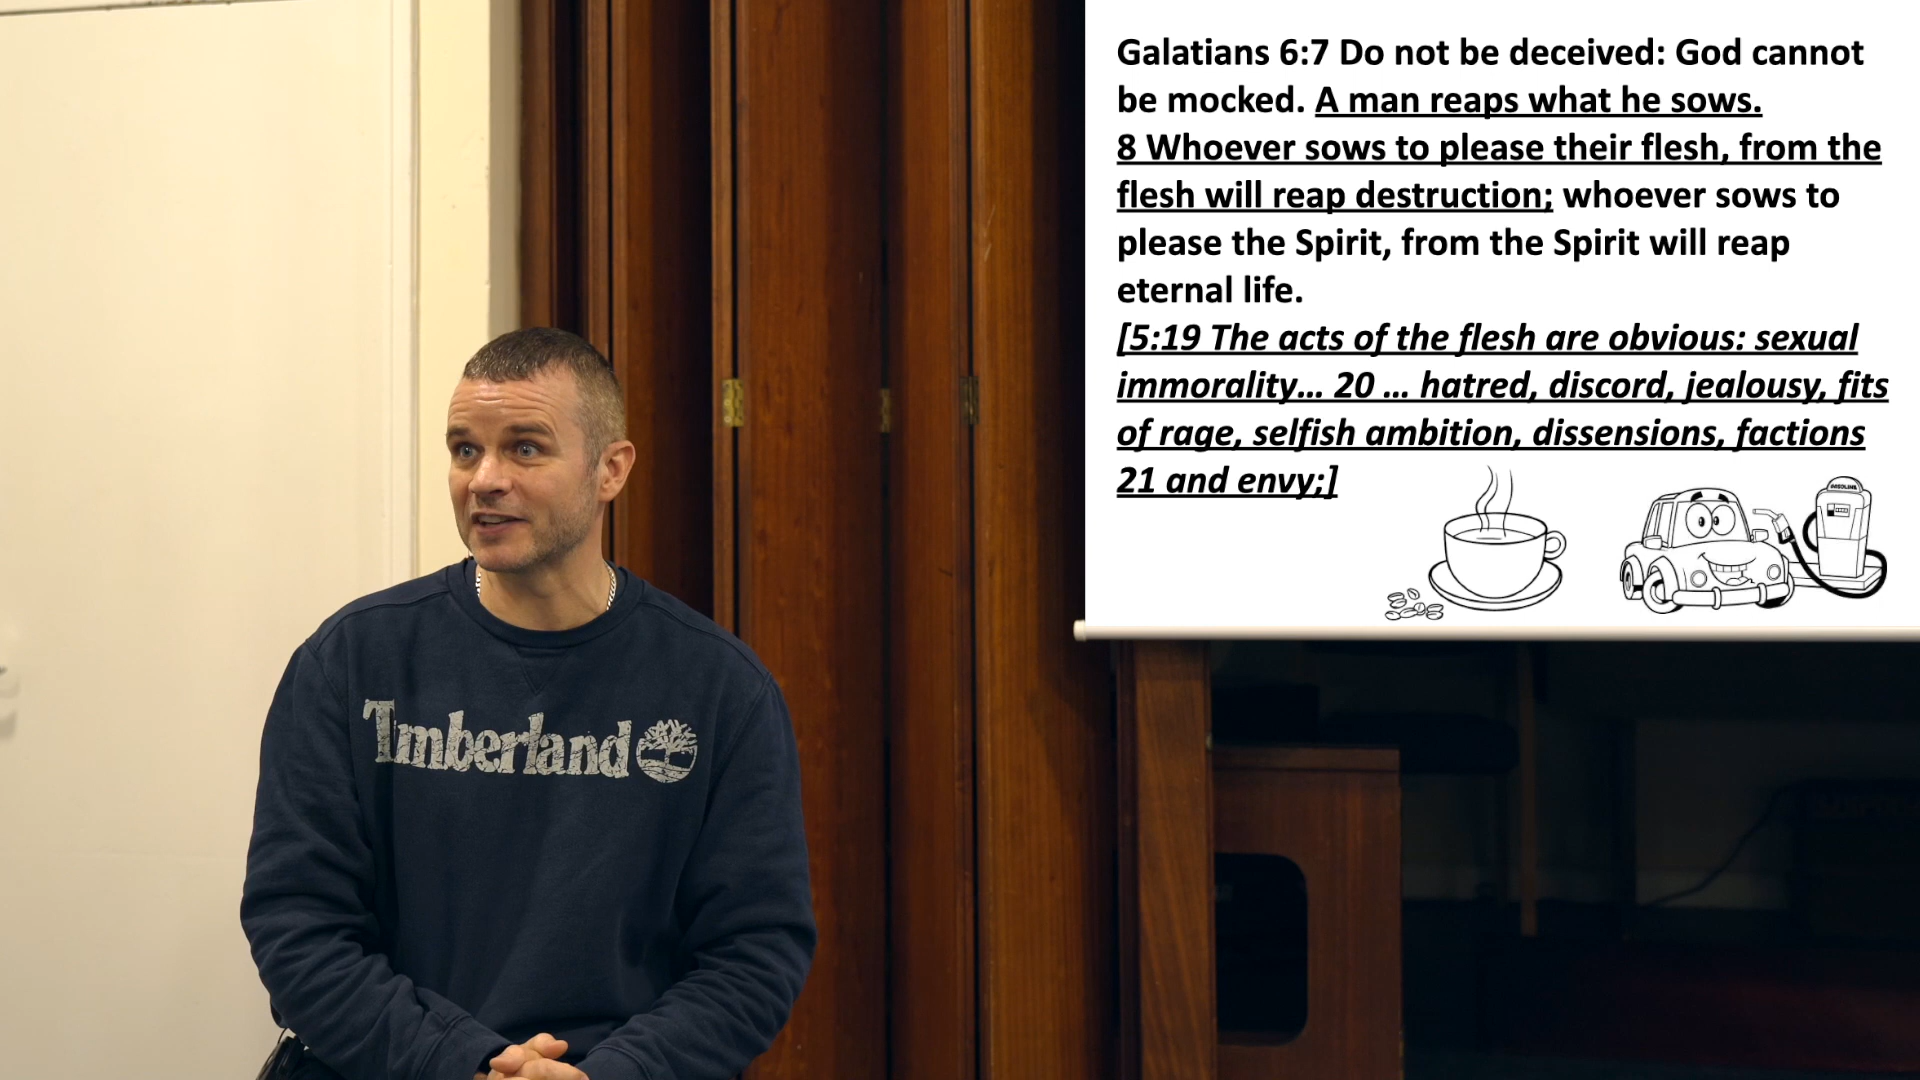 Galatians 6:7 Do not be deceived: God cannot
be mocked. A man reaps what he sows.
8 Whoever sows to please their flesh, from the
flesh will reap destruction; whoever sows to
please the Spirit, from the Spirit will reap
eternal life.
[5:19 The acts of the flesh are obvious: sexual
immorality... 20 ... hatred, discord, jealousy, fits
of rage, selfish ambition, dissensions, factions
21 and envy;]
GASOLINE
Timberland